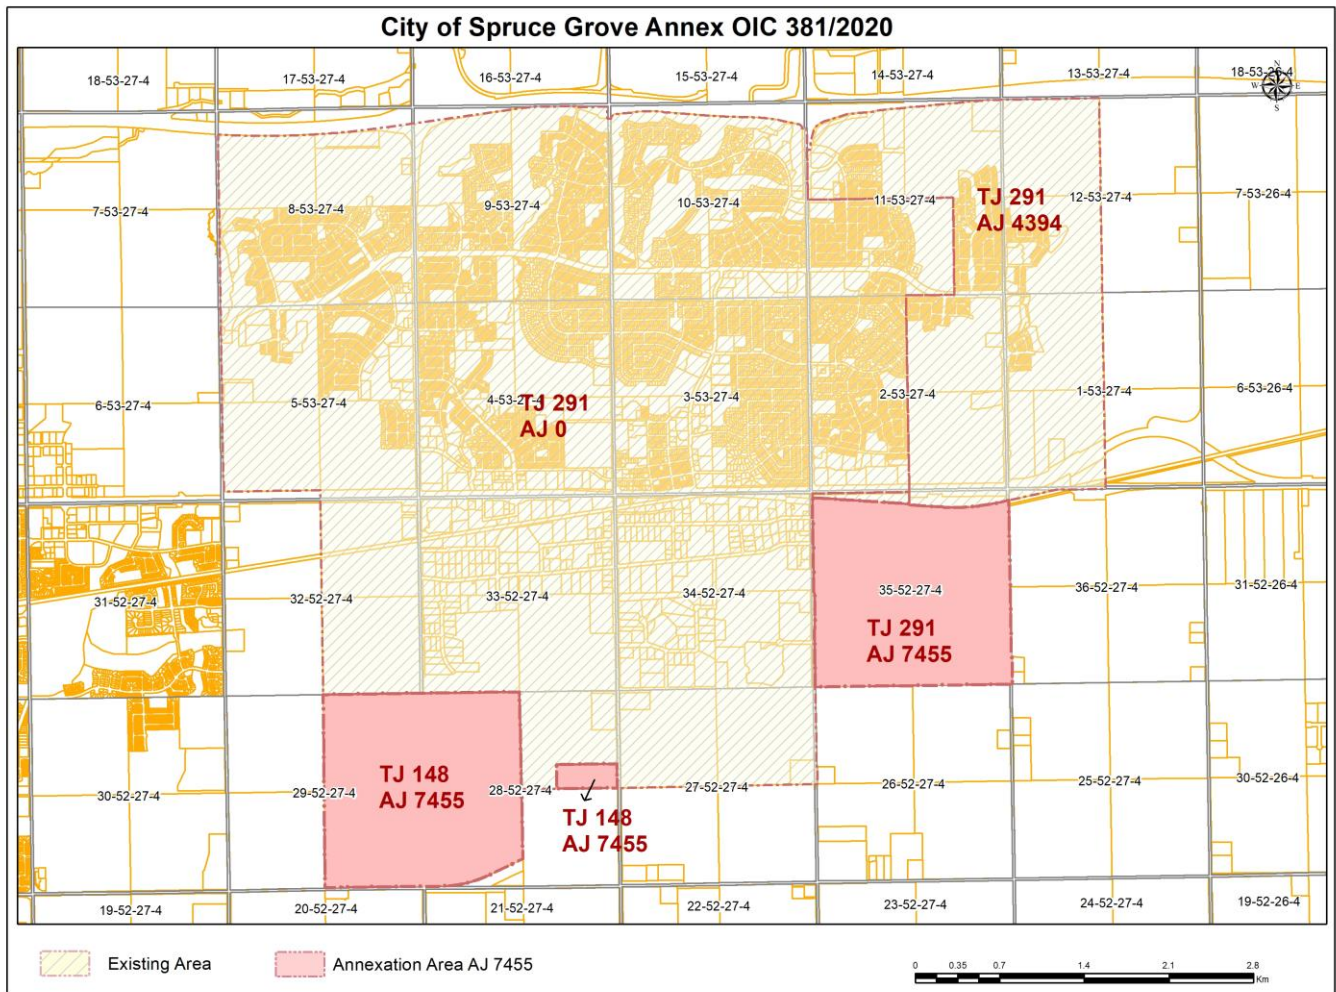 City of Spruce Grove Annex OIC 381/2020
18-53-27-4
17-53-27-4
16-53-27-4
15-53-27-4
14-53-27-4
13-53-27-4
18-53-26-4
N
W
E
S
7-53-27-4
8-53-27-4
9-53-27-4
10-53-27-4
11-53-27-4
TJ 291
AJ 4394
12-53-27-4
7-53-26-4
6-53-27-4
5-53-27-4
4-53-27-4
TJ 291
AJ 0
3-53-27-4
2-53-27-4
1-53-27-4
6-53-26-4
31-52-27-4
32-52-27-4
33-52-27-4
34-52-27-4
35-52-27-4
TJ 291
AJ 7455
36-52-27-4
31-52-26-4
30-52-27-4
29-52-27-4
TJ 148
AJ 7455
28-52-27-4
TJ 148
AJ 7455
27-52-27-4
26-52-27-4
25-52-27-4
30-52-26-4
19-52-27-4
20-52-27-4
21-52-27-4
22-52-27-4
23-52-27-4
24-52-27-4
19-52-26-4
Existing Area
Annexation Area AJ 7455
0 0.35 0.7 1.4 2.1 2.8
Km